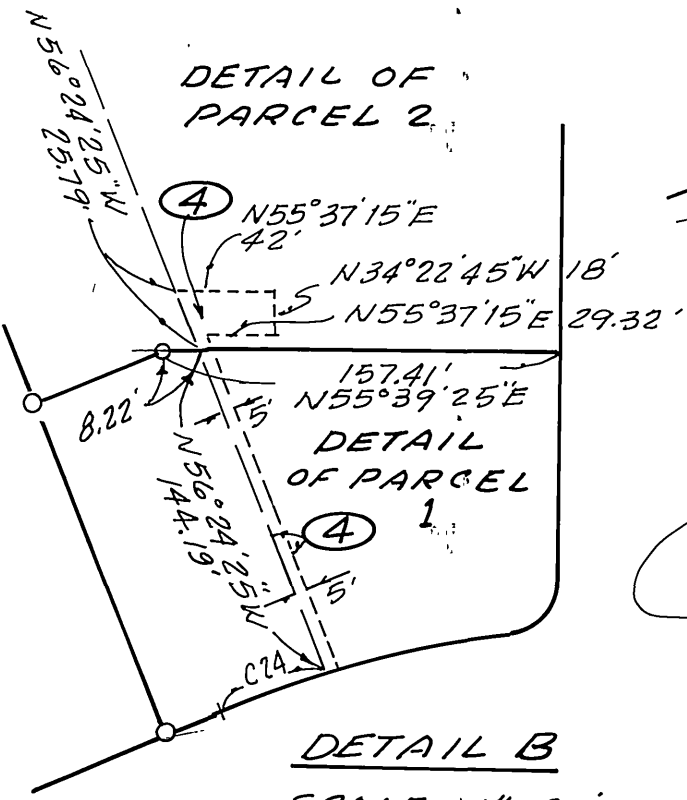 N56°24'25"W
25.79'
DETAIL OF
PARCEL 2
4
N55°37'15"E
42'
N34°22'45"W 18'
N55°37'15"E 29.32'
157.41'
N55°39'25"E
8.22'
5'
DETAIL
OF PARCEL
1
N56°24'25"W
144.19'
4
5'
C24
DETAIL B